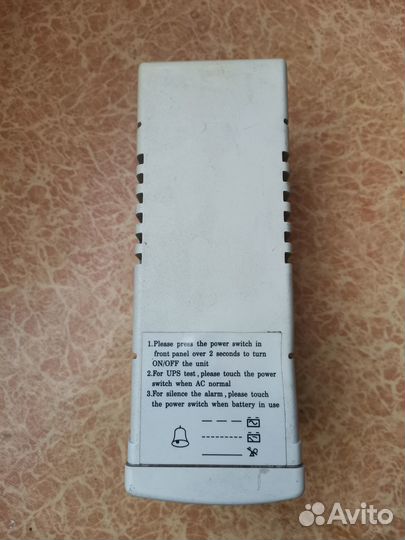 1.Please press the power switch in
front panel over 2 seconds to turn
ON/OFF the unit
2.For UPS test, please touch the power
switch when AC normal
3.For silence the alarm, please touch
the power switch when battery in use
Avito